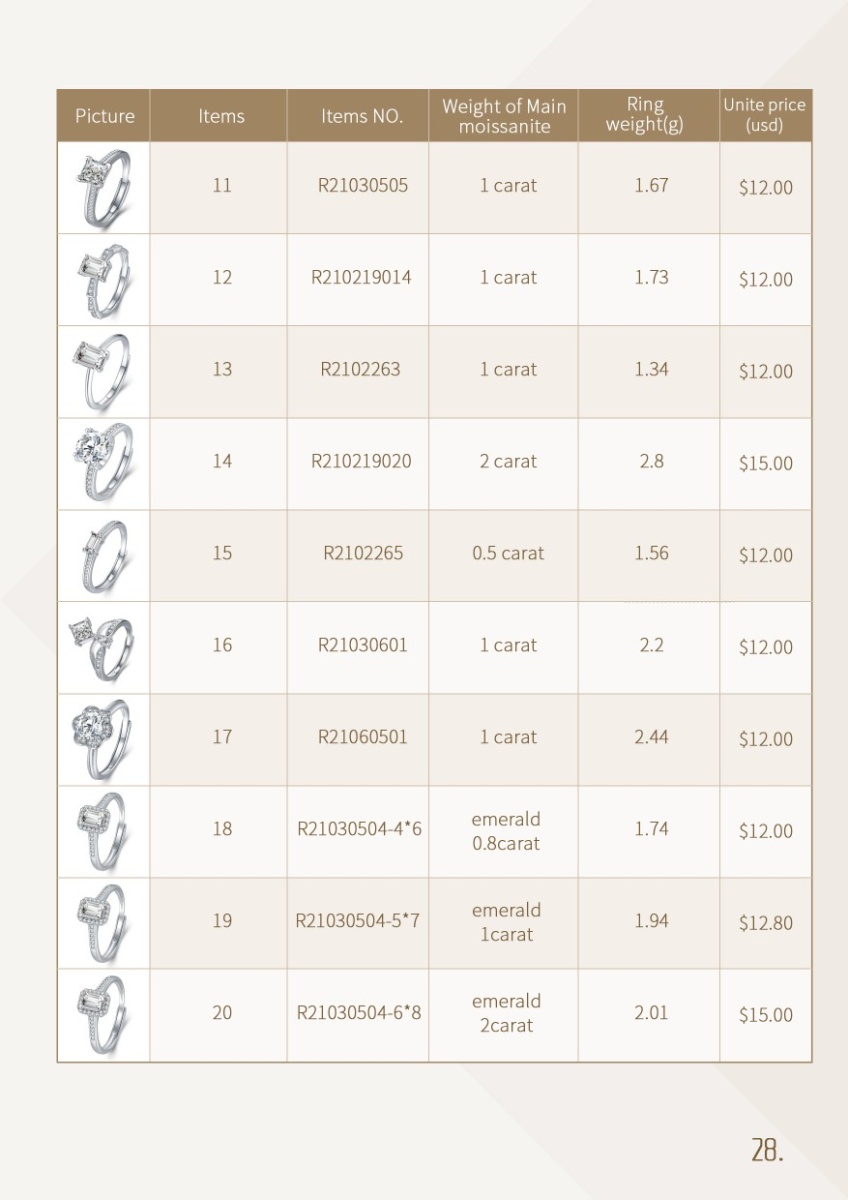 Picture Items Items NO. Weight of Main moissanite Ring weight(g) Unite price (usd)
11 R21030505 1 carat 1.67 $12.00
12 R210219014 1 carat 1.73 $12.00
13 R2102263 1 carat 1.34 $12.00
14 R210219020 2 carat 2.8 $15.00
15 R2102265 0.5 carat 1.56 $12.00
16 R21030601 1 carat 2.2 $12.00
17 R21060501 1 carat 2.44 $12.00
18 R21030504-4*6 emerald 0.8carat 1.74 $12.00
19 R21030504-5*7 emerald 1carat 1.94 $12.80
20 R21030504-6*8 emerald 2carat 2.01 $15.00
28.